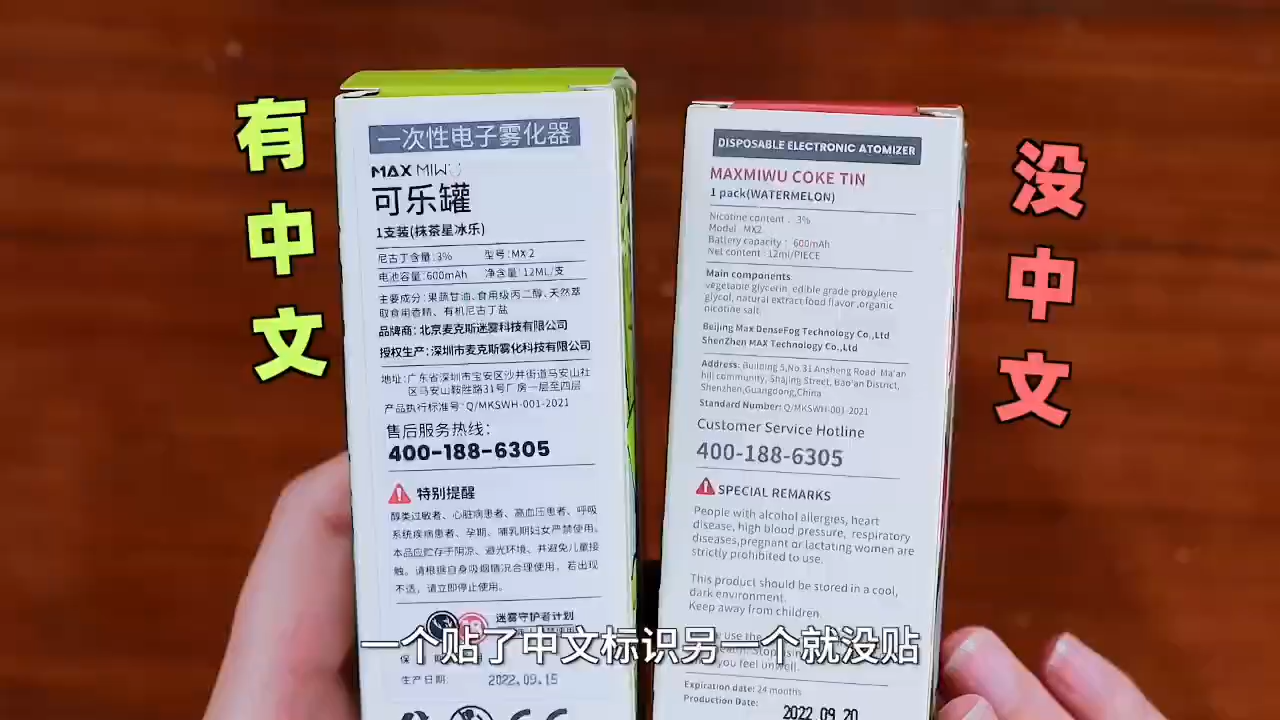 有中文
一次性电子雾化器
MAX MIWU
可乐罐
1支装(抹茶星冰乐)
尼古丁含量:3% 型号:MX-2
电池容量:600mAh 净含量:12ML/支
主要成分:果蔬甘油、食用级丙二醇、天然萃
取食用香精、有机尼古丁盐
品牌商:北京麦克斯迷雾科技有限公司
授权生产:深圳市麦克斯雾化科技有限公司
地址:广东省深圳市宝安区沙井街道马安山社
区马安山鞍胜路31号厂房一层至四层
产品执行标准号 Q/MKSWH-001-2021
售后服务热线:
400-188-6305
特别提醒
醇类过敏者、心脏病患者、高血压患者、呼吸
系统疾病患者、孕期、哺乳期妇女严禁使用。
本品应贮存于阴凉、避光环境,并避免儿童接
触。请根据自身吸烟情况合理使用,若出现
不适,请立即停止使用。
迷雾守护者计划
生产日期: 2022.09.15
DISPOSABLE ELECTRONIC ATOMIZER
MAXMIWU COKE TIN
1 pack(WATERMELON)
Nicotine content : 3%
Model : MX2
Battery capacity : 600mAh
Net content :12ml/PIECE
Main components
vegetable glycerin, edible grade propylene
glycol, natural extract food flavor ,organic
nicotine salt
Beijing Max DenseFog Technology Co.,Ltd
ShenZhen MAX Technology Co.,Ltd
Address: Building 5,No.31 Ansheng Road, Ma'an
hill community, Shajing Street, Bao'an District,
Shenzhen,Guangdong,China
Standard Number: Q/MKSWH-001-2021
Customer Service Hotline
400-188-6305
SPECIAL REMARKS
People with alcohol allergies, heart
disease, high blood pressure, respiratory
diseases,pregnant or lactating women are
strictly prohibited to use.
This product should be stored in a cool,
dark environment.
Keep away from children.
use the
you feel unwell.
Expiration date: 24 months
Production Date:
2022.09.20
没中文
一个贴了中文标识另一个就没贴